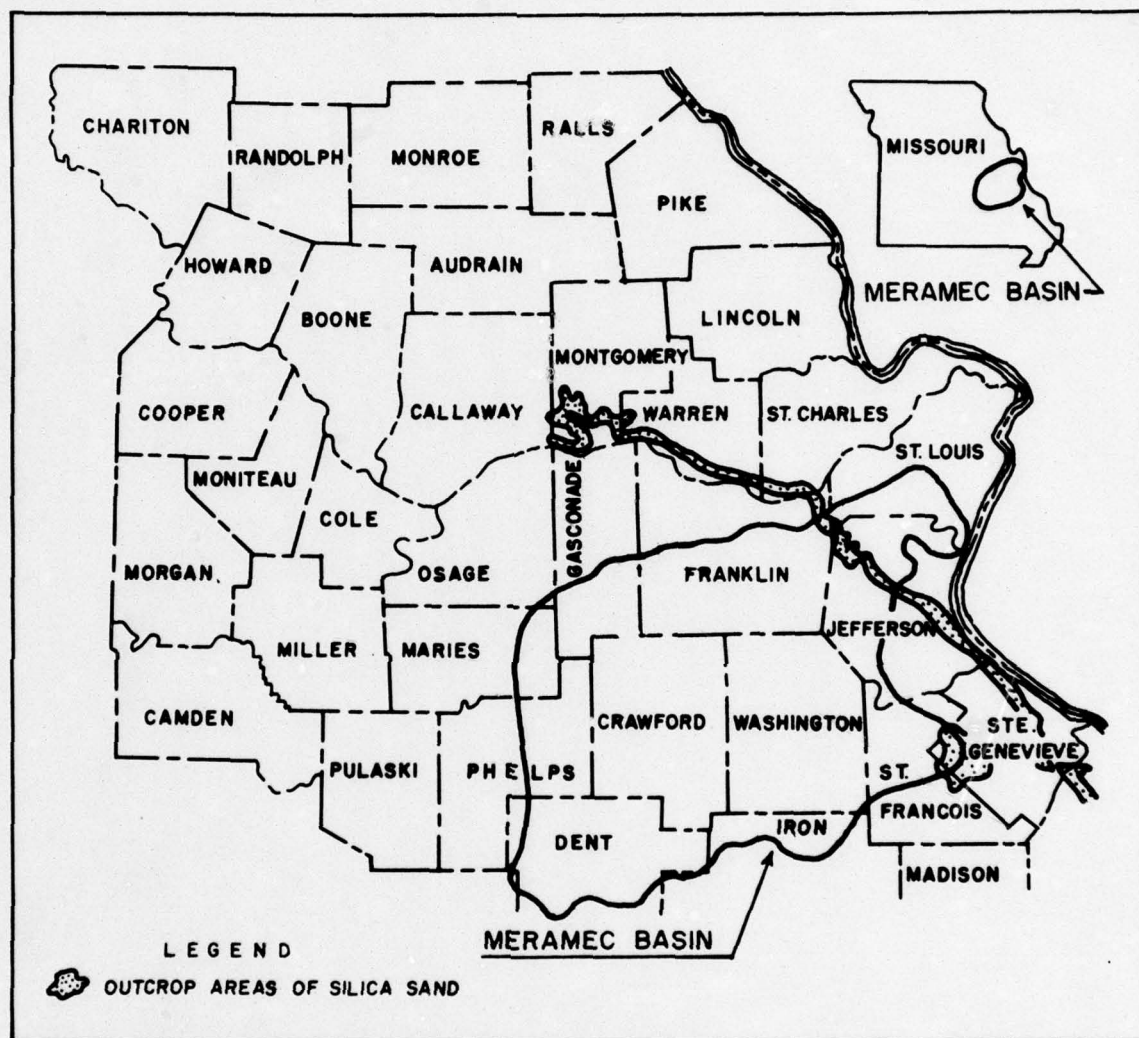 CHARITON
RANDOLPH
MONROE
RALLS
PIKE
MISSOURI
MERAMEC BASIN
HOWARD
AUDRAIN
BOONE
LINCOLN
MONTGOMERY
COOPER
CALLAWAY
WARREN
ST. CHARLES
ST. LOUIS
MONITEAU
COLE
GASCONADE
MORGAN
OSAGE
FRANKLIN
JEFFERSON
MILLER
MARIES
CAMDEN
CRAWFORD
WASHINGTON
STE.
GENEVIEVE
PULASKI
PHELPS
ST.
FRANCOIS
DENT
IRON
MADISON
MERAMEC BASIN
LEGEND
OUTCROP AREAS OF SILICA SAND